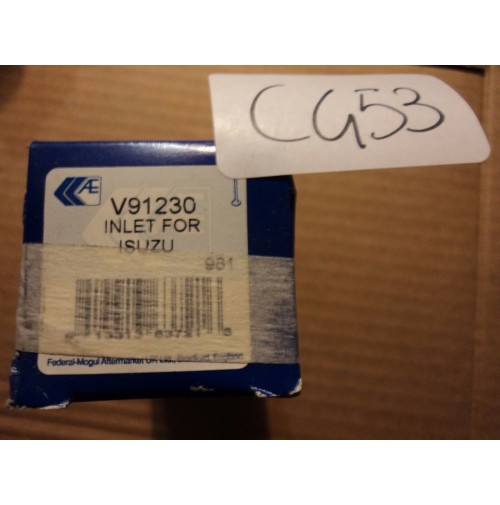 CG53
AE
V91230
INLET FOR
ISUZU
981
Federal-Mogul Aftermarket UK Ltd.,